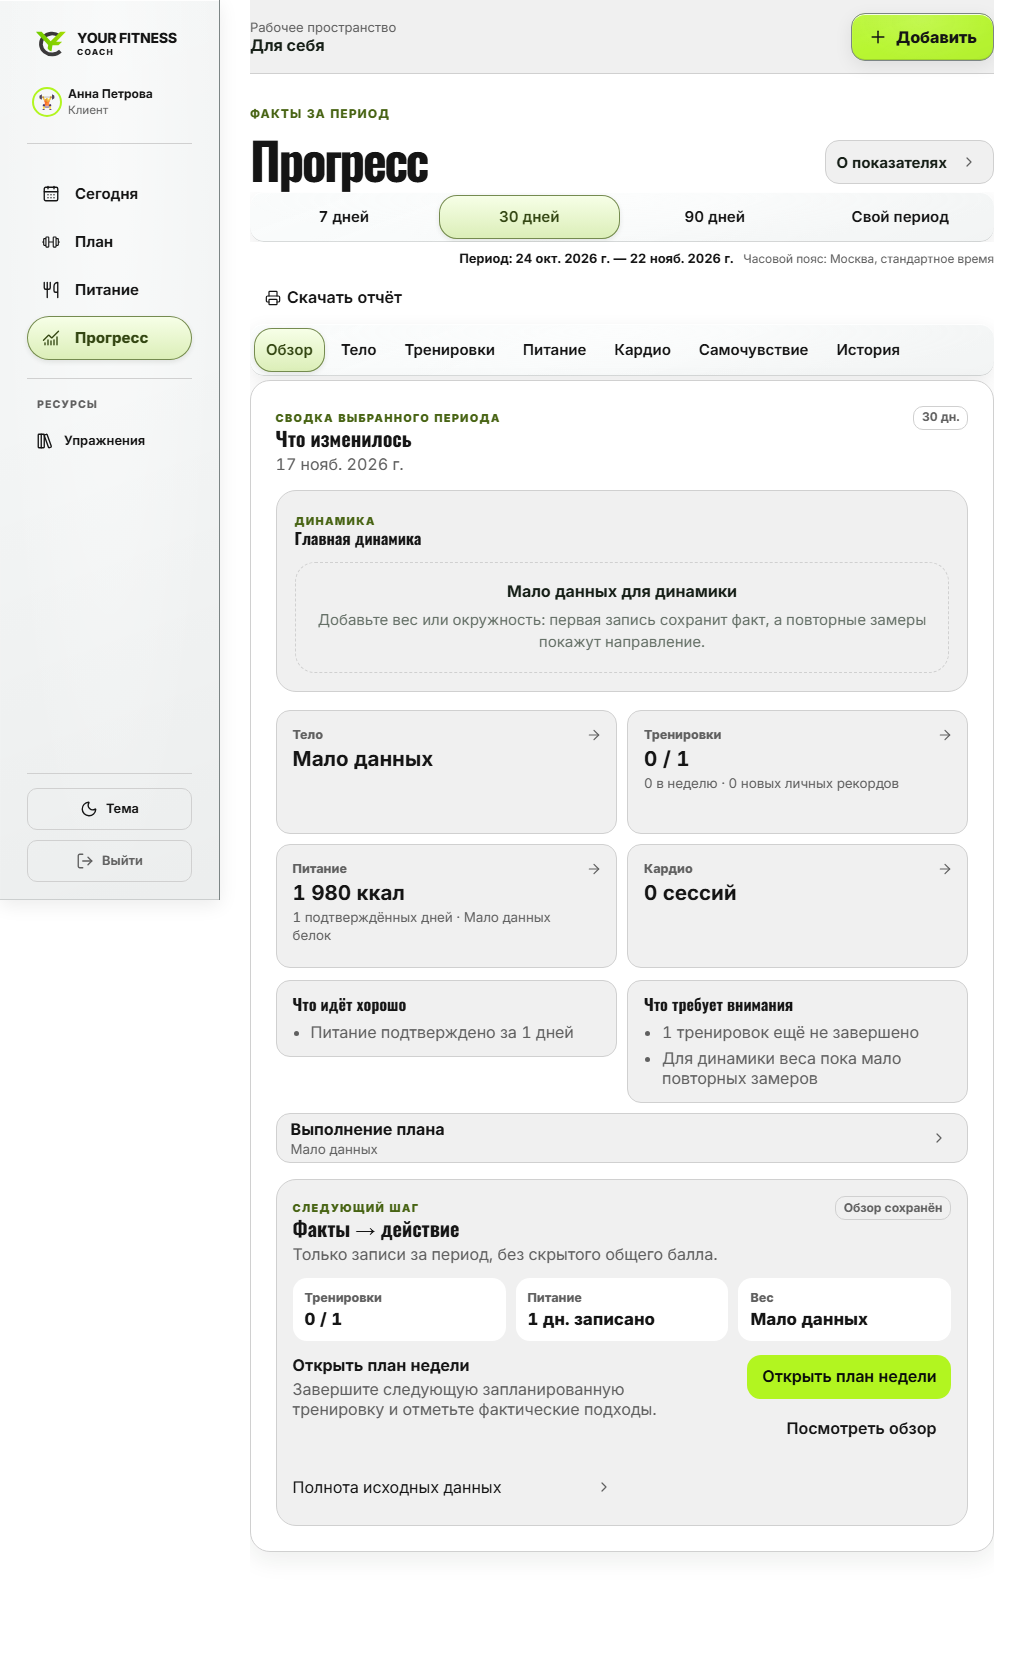 YOUR FITNESS
COACH
Анна Петрова
Клиент
Сегодня
План
Питание
Прогресс
РЕСУРСЫ
Упражнения
Тема
Выйти
Рабочее пространство
Для себя
Добавить
ФАКТЫ ЗА ПЕРИОД
Прогресс
О показателях
7 дней
30 дней
90 дней
Свой период
Период: 24 окт. 2026 г. — 22 нояб. 2026 г. Часовой пояс: Москва, стандартное время
Скачать отчёт
Обзор
Тело
Тренировки
Питание
Кардио
Самочувствие
История
СВОДКА ВЫБРАННОГО ПЕРИОДА
30 дн.
Что изменилось
17 нояб. 2026 г.
ДИНАМИКА
Главная динамика
Мало данных для динамики
Добавьте вес или окружность: первая запись сохранит факт, а повторные замеры
покажут направление.
Тело
Мало данных
Тренировки
0 / 1
0 в неделю · 0 новых личных рекордов
Питание
1 980 ккал
1 подтверждённых дней · Мало данных
белок
Кардио
0 сессий
Что идёт хорошо
• Питание подтверждено за 1 дней
Что требует внимания
• 1 тренировок ещё не завершено
• Для динамики веса пока мало
повторных замеров
Выполнение плана
Мало данных
СЛЕДУЮЩИЙ ШАГ
Обзор сохранён
Факты → действие
Только записи за период, без скрытого общего балла.
Тренировки
0 / 1
Питание
1 дн. записано
Вес
Мало данных
Открыть план недели
Завершите следующую запланированную
тренировку и отметьте фактические подходы.
Открыть план недели
Посмотреть обзор
Полнота исходных данных